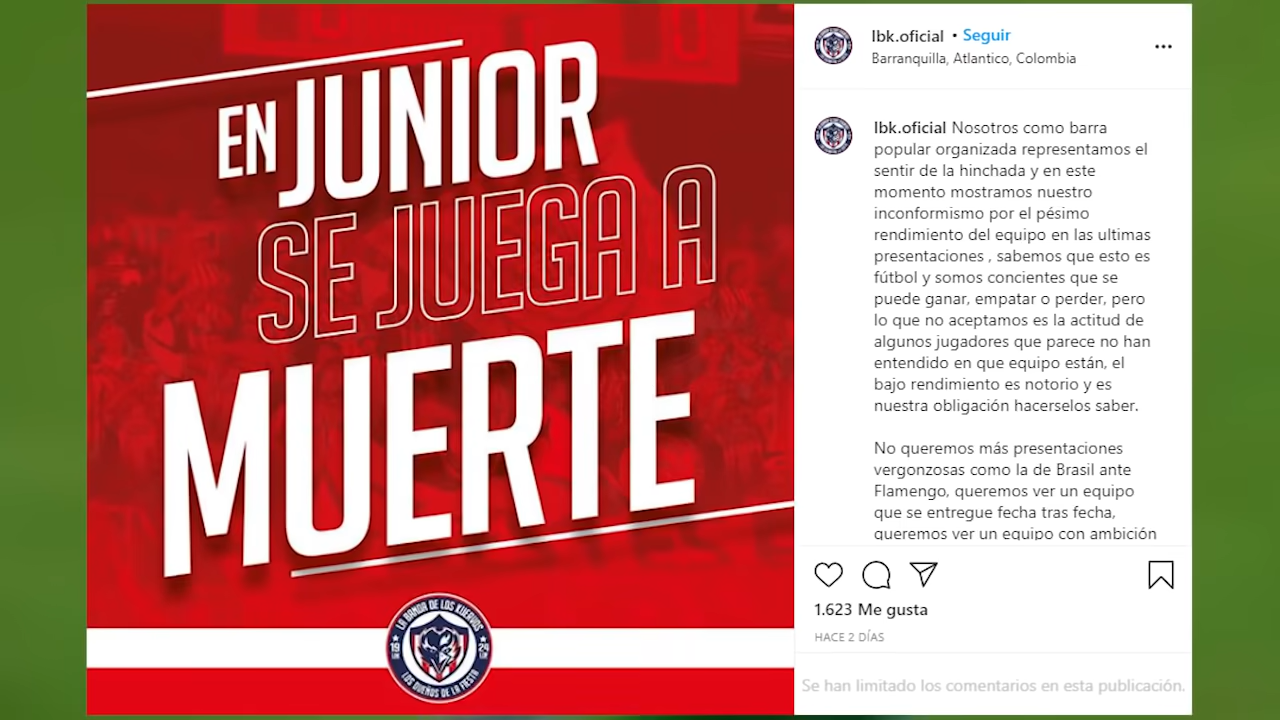 EN JUNIOR
SE JUEGA A
MUERTE
LA BANDA DE LOS KUERVOS
19 24
LOS DUEÑOS DE LA FIESTA
lbk.oficial • Seguir
Barranquilla, Atlantico, Colombia
lbk.oficial Nosotros como barra
popular organizada representamos el
sentir de la hinchada y en este
momento mostramos nuestro
inconformismo por el pésimo
rendimiento del equipo en las ultimas
presentaciones , sabemos que esto es
fútbol y somos concientes que se
puede ganar, empatar o perder, pero
lo que no aceptamos es la actitud de
algunos jugadores que parece no han
entendido en que equipo están, el
bajo rendimiento es notorio y es
nuestra obligación hacerselos saber.
No queremos más presentaciones
vergonzosas como la de Brasil ante
Flamengo, queremos ver un equipo
que se entregue fecha tras fecha,
queremos ver un equipo con ambición
1.623 Me gusta
HACE 2 DÍAS
Se han limitado los comentarios en esta publicación.